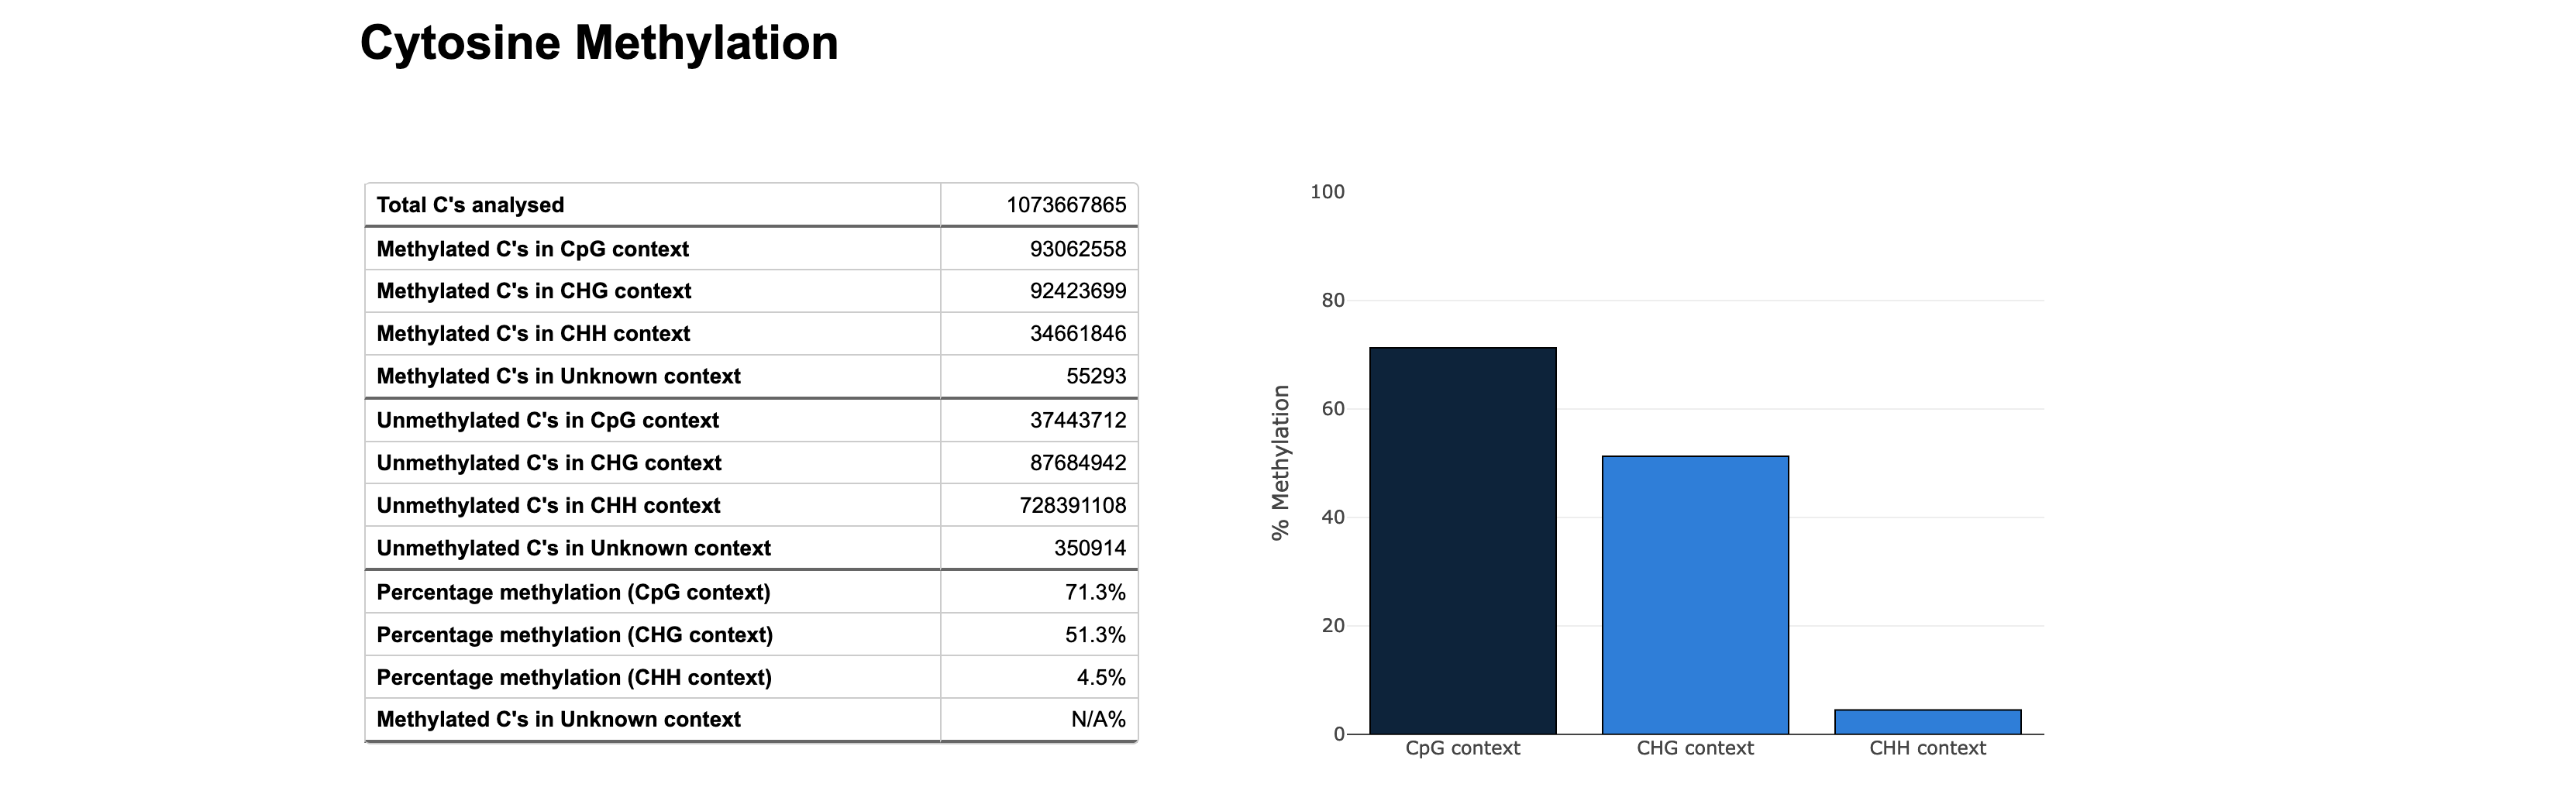 Cytosine Methylation
Total C's analysed 1073667865
Methylated C's in CpG context 93062558
Methylated C's in CHG context 92423699
Methylated C's in CHH context 34661846
Methylated C's in Unknown context 55293
Unmethylated C's in CpG context 37443712
Unmethylated C's in CHG context 87684942
Unmethylated C's in CHH context 728391108
Unmethylated C's in Unknown context 350914
Percentage methylation (CpG context) 71.3%
Percentage methylation (CHG context) 51.3%
Percentage methylation (CHH context) 4.5%
Methylated C's in Unknown context N/A%
% Methylation
100
80
60
40
20
0
CpG context CHG context CHH context